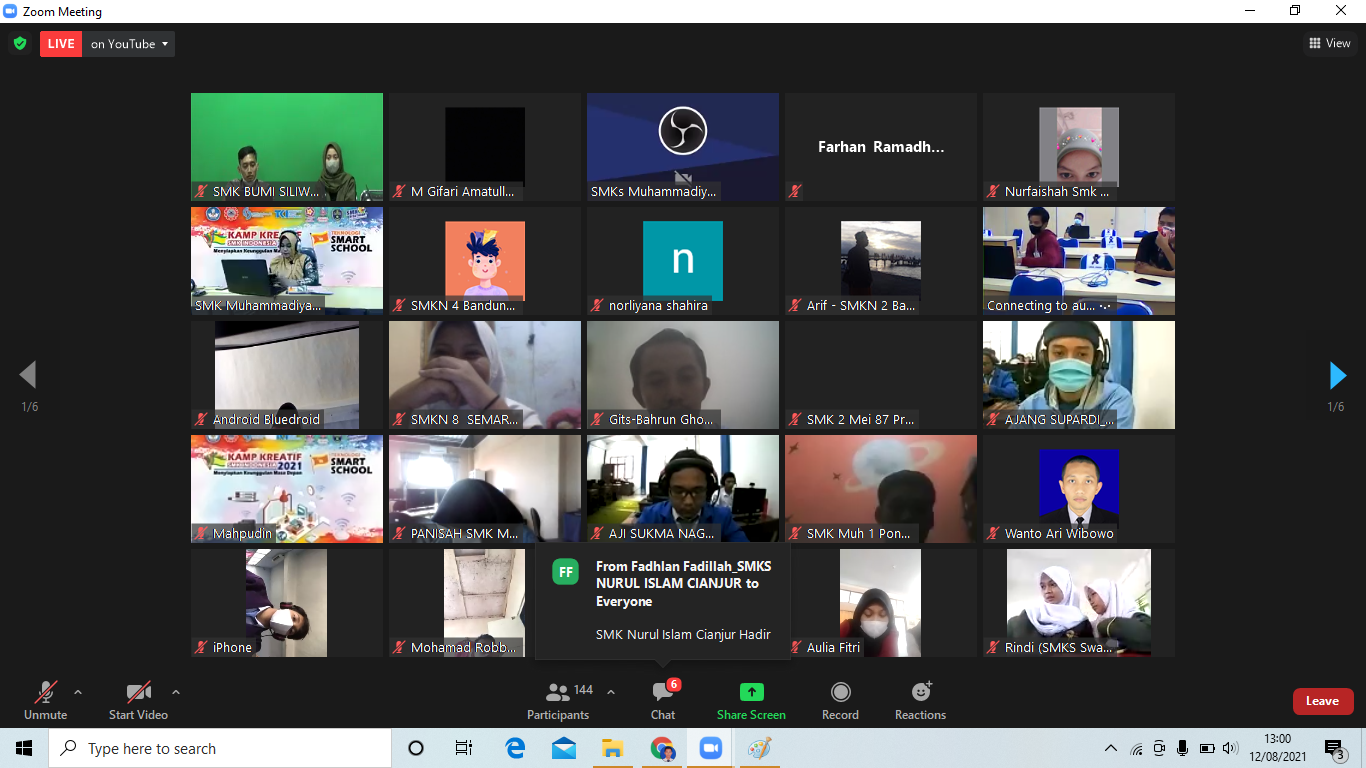 Zoom Meeting
LIVE on YouTube
View
SMK BUMI SILIW...
M Gifari Amatull...
SMKs Muhammadiy...
Farhan Ramadh...
Nurfaishah Smk ...
KAMP KREATIF
SMK INDONESIA
TEKNOLOGI
SMART
SCHOOL
SMK Muhammadiya...
SMKN 4 Bandun...
n
norliyana shahira
Arif - SMKN 2 Ba...
Connecting to au...
1/6
1/6
Android Bluedroid
SMKN 8 SEMAR...
Gits-Bahrun Gho...
SMK 2 Mei 87 Pr...
AJANG SUPARDI_...
KAMP KREATIF
SMK INDONESIA 2021
Menyiapkan Keunggulan Masa Depan
TEKNOLOGI
SMART
SCHOOL
Mahpudin
PANISAH SMK M...
AJI SUKMA NAG...
SMK Muh 1 Pon...
Wanto Ari Wibowo
iPhone
Mohamad Robb...
FF
From Fadhlan Fadillah_SMKS
NURUL ISLAM CIANJUR to
Everyone
SMK Nurul Islam Cianjur Hadir
Aulia Fitri
Rindi (SMKS Swa...
Unmute
Start Video
144
Participants
6
Chat
Share Screen
Record
Reactions
Leave
Type here to search
13:00
12/08/2021
3